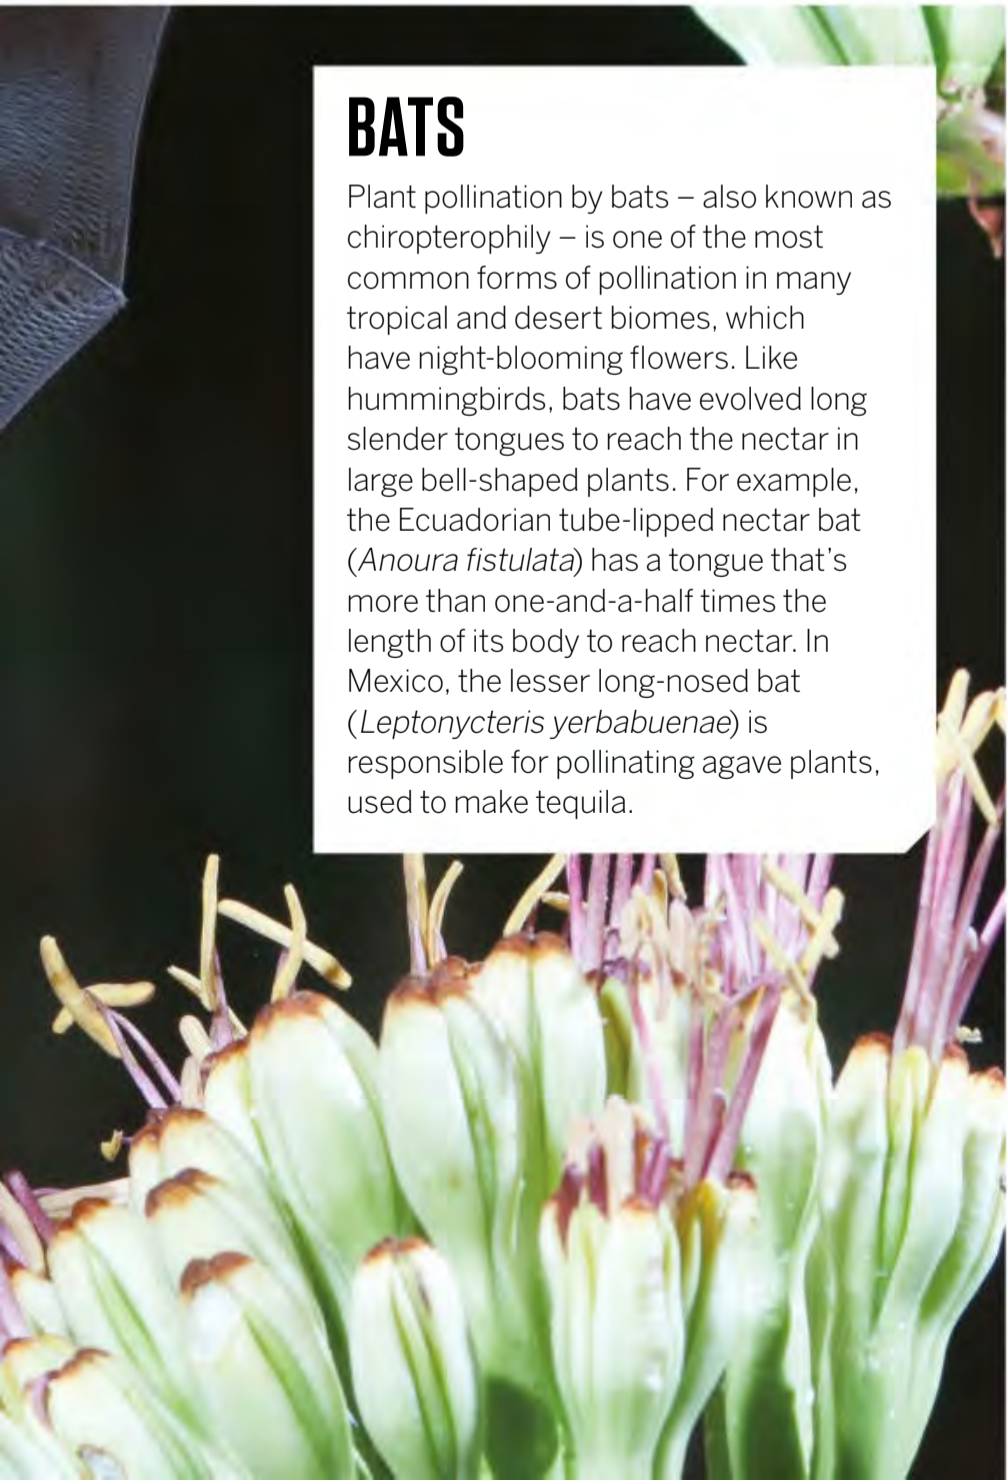 BATS
Plant pollination by bats – also known as
chiropterophily – is one of the most
common forms of pollination in many
tropical and desert biomes, which
have night-blooming flowers. Like
hummingbirds, bats have evolved long
slender tongues to reach the nectar in
large bell-shaped plants. For example,
the Ecuadorian tube-lipped nectar bat
(Anoura fistulata) has a tongue that's
more than one-and-a-half times the
length of its body to reach nectar. In
Mexico, the lesser long-nosed bat
(Leptonycteris yerbabuenae) is
responsible for pollinating agave plants,
used to make tequila.